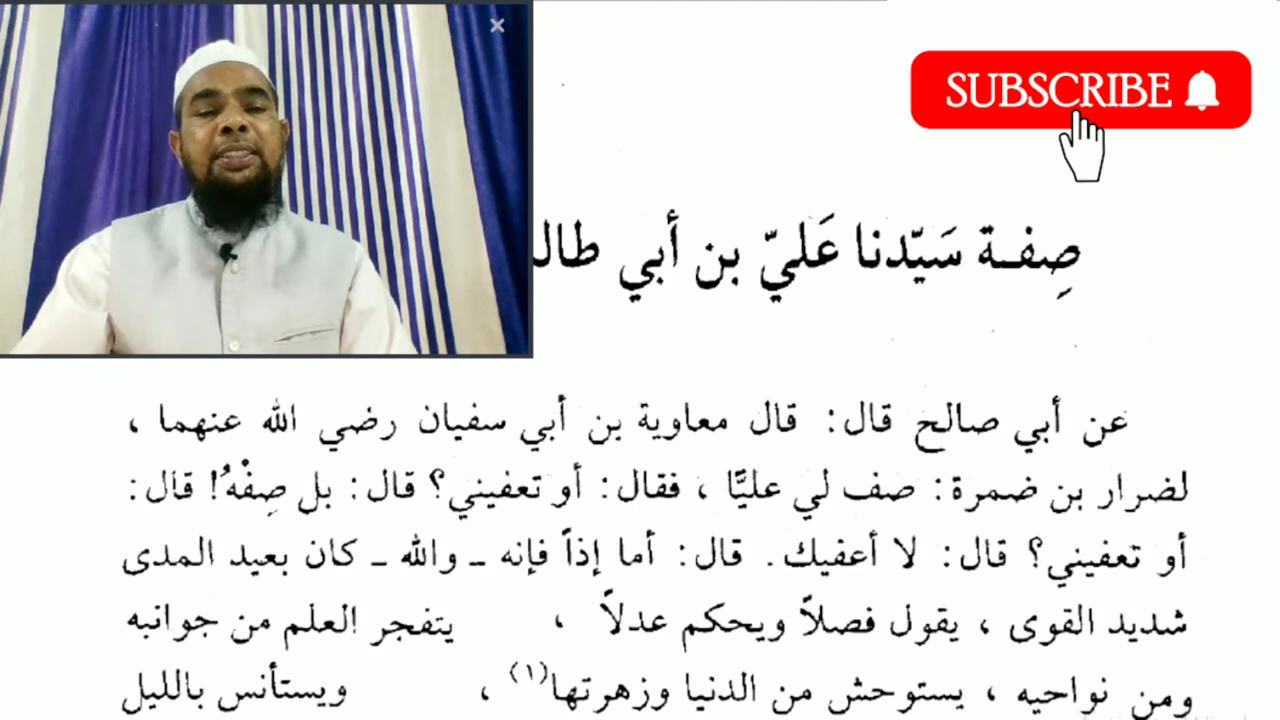 SUBSCRIBE
صِفـة سَيّدنا عَليّ بن أبي
عن أبي صالح قال: قال معاوية بن أبي سفيان رضي الله عنهما ،
لضرار بن ضمرة: صف لي عليًّا ، فقال: أو تعفيني؟ قال: بل صِفْهُ! قال:
أو تعفيني؟ قال: لا أعفيك. قال: أما إذاً فإنه ـ والله ـ كان بعيد المدى
شديد القوى ، يقول فصلاً ويحكم عدلاً ، يتفجر العلم من جوانبه
ومن نواحيه ، يستوحش من الدنيا وزهرتها(١) ، ويستأنس بالليل